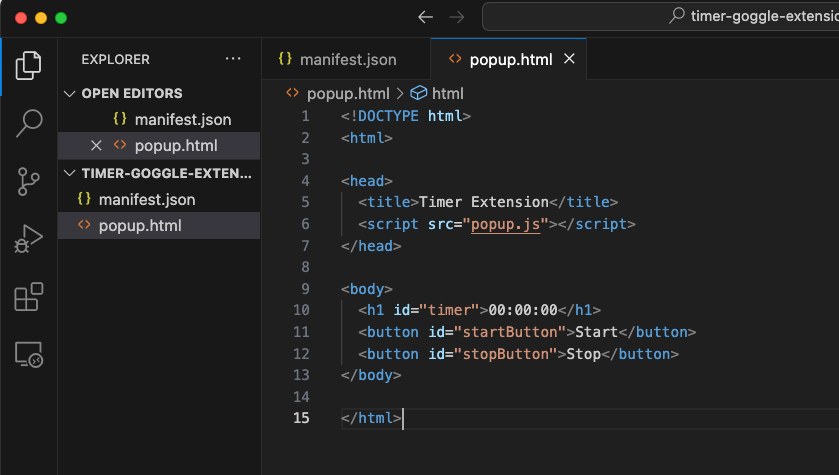 timer-goggle-extensio
EXPLORER
OPEN EDITORS
{} manifest.json
<> popup.html
TIMER-GOGGLE-EXTEN...
{} manifest.json
<> popup.html
{} manifest.json
<> popup.html
<> popup.html > html
1 <!DOCTYPE html>
2 <html>
3
4 <head>
5 <title>Timer Extension</title>
6 <script src="popup.js"></script>
7 </head>
8
9 <body>
10 <h1 id="timer">00:00:00</h1>
11 <button id="startButton">Start</button>
12 <button id="stopButton">Stop</button>
13 </body>
14
15 </html>